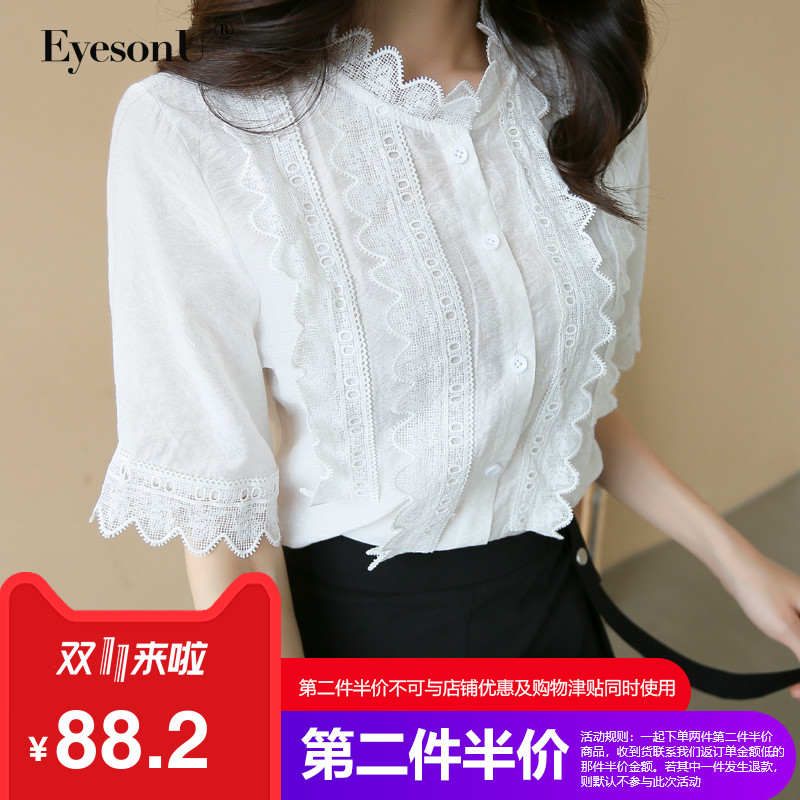 EyesonU®
双11来啦
¥88.2
第二件半价不可与店铺优惠及购物津贴同时使用
第二件半价
活动规则:一起下单两件第二件半价
商品,收到货联系我们返订单金额低的
那件半价金额。若其中一件发生退款,
则默认不参与此次活动